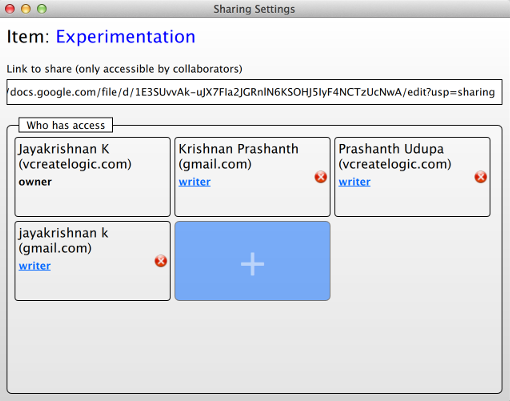 Sharing Settings
Item: Experimentation
Link to share (only accessible by collaborators)
/docs.google.com/file/d/1E3SUvvAk-uJX7Fla2JGRnlN6KSOHJ5IyF4NCTzUcNwA/edit?usp=sharing
Who has access
Jayakrishnan K
(vcreatelogic.com)
owner
Krishnan Prashanth
(gmail.com)
writer
Prashanth Udupa
(vcreatelogic.com)
writer
jayakrishnan k
(gmail.com)
writer
+